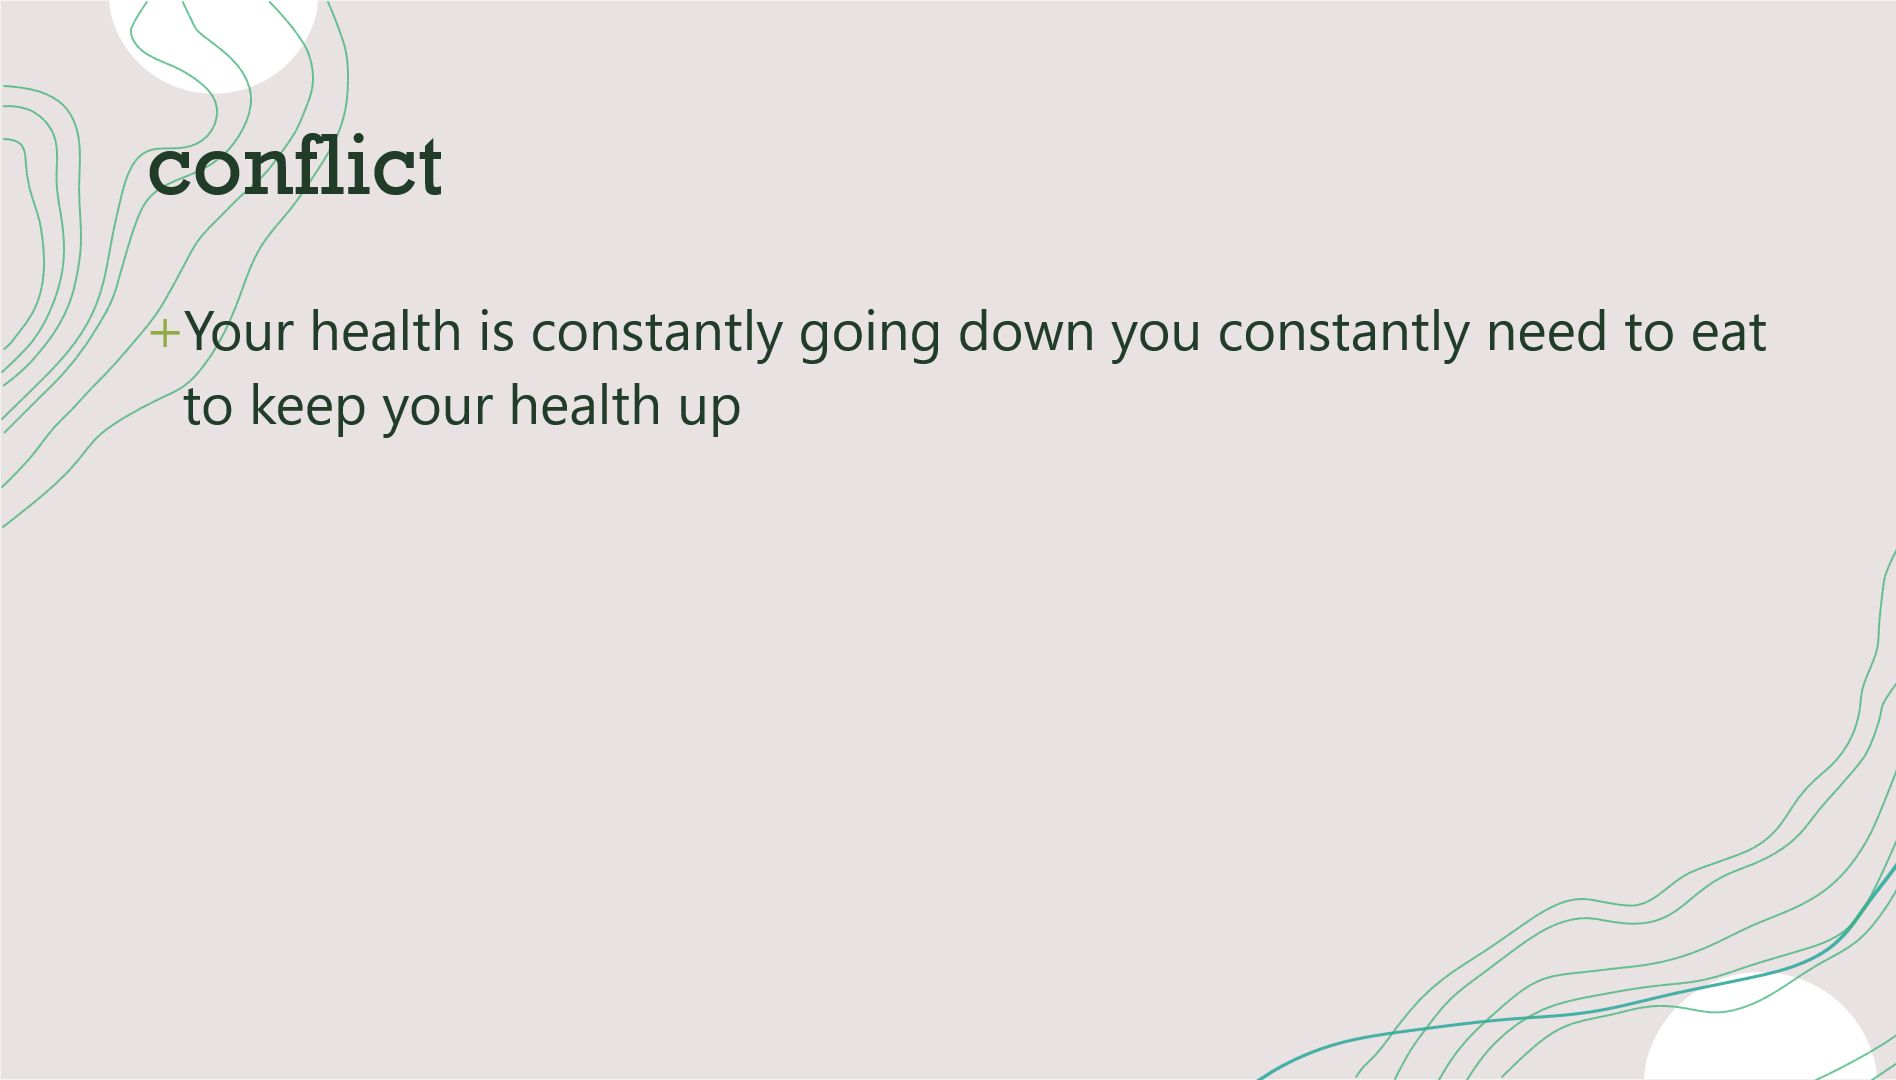 conflict
+Your health is constantly going down you constantly need to eat
to keep your health up